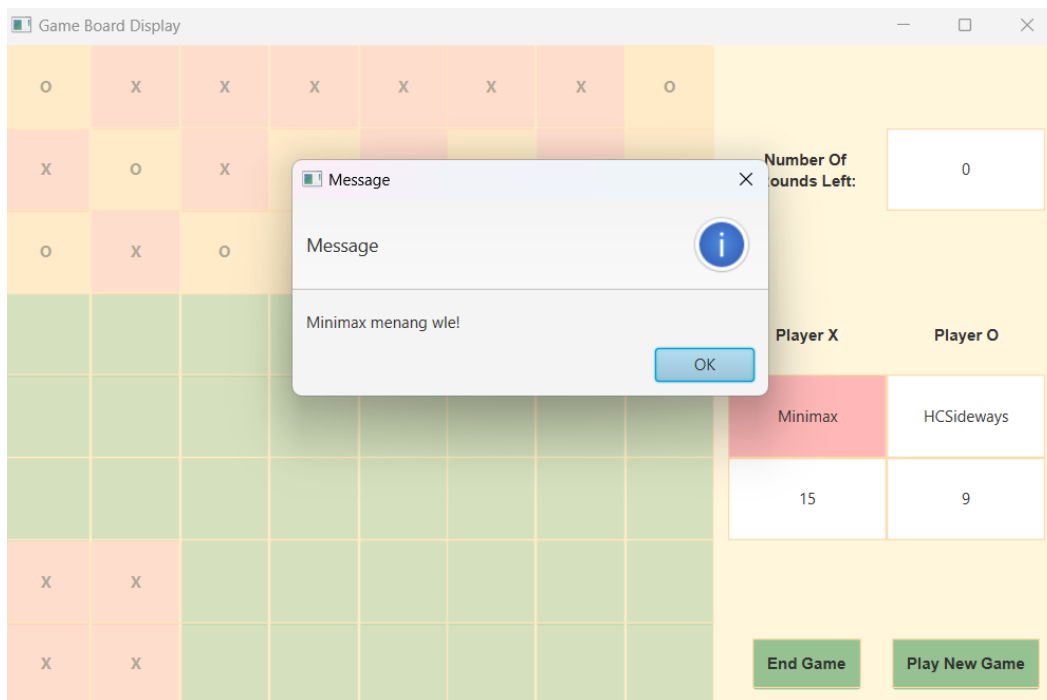 Game Board Display
O X X X X X X O
X O X
Number Of
ounds Left:
0
O X O
Message
Message
Minimax menang wle!
OK
Player X Player O
Minimax HCSideways
15 9
X X
X X
End Game Play New Game